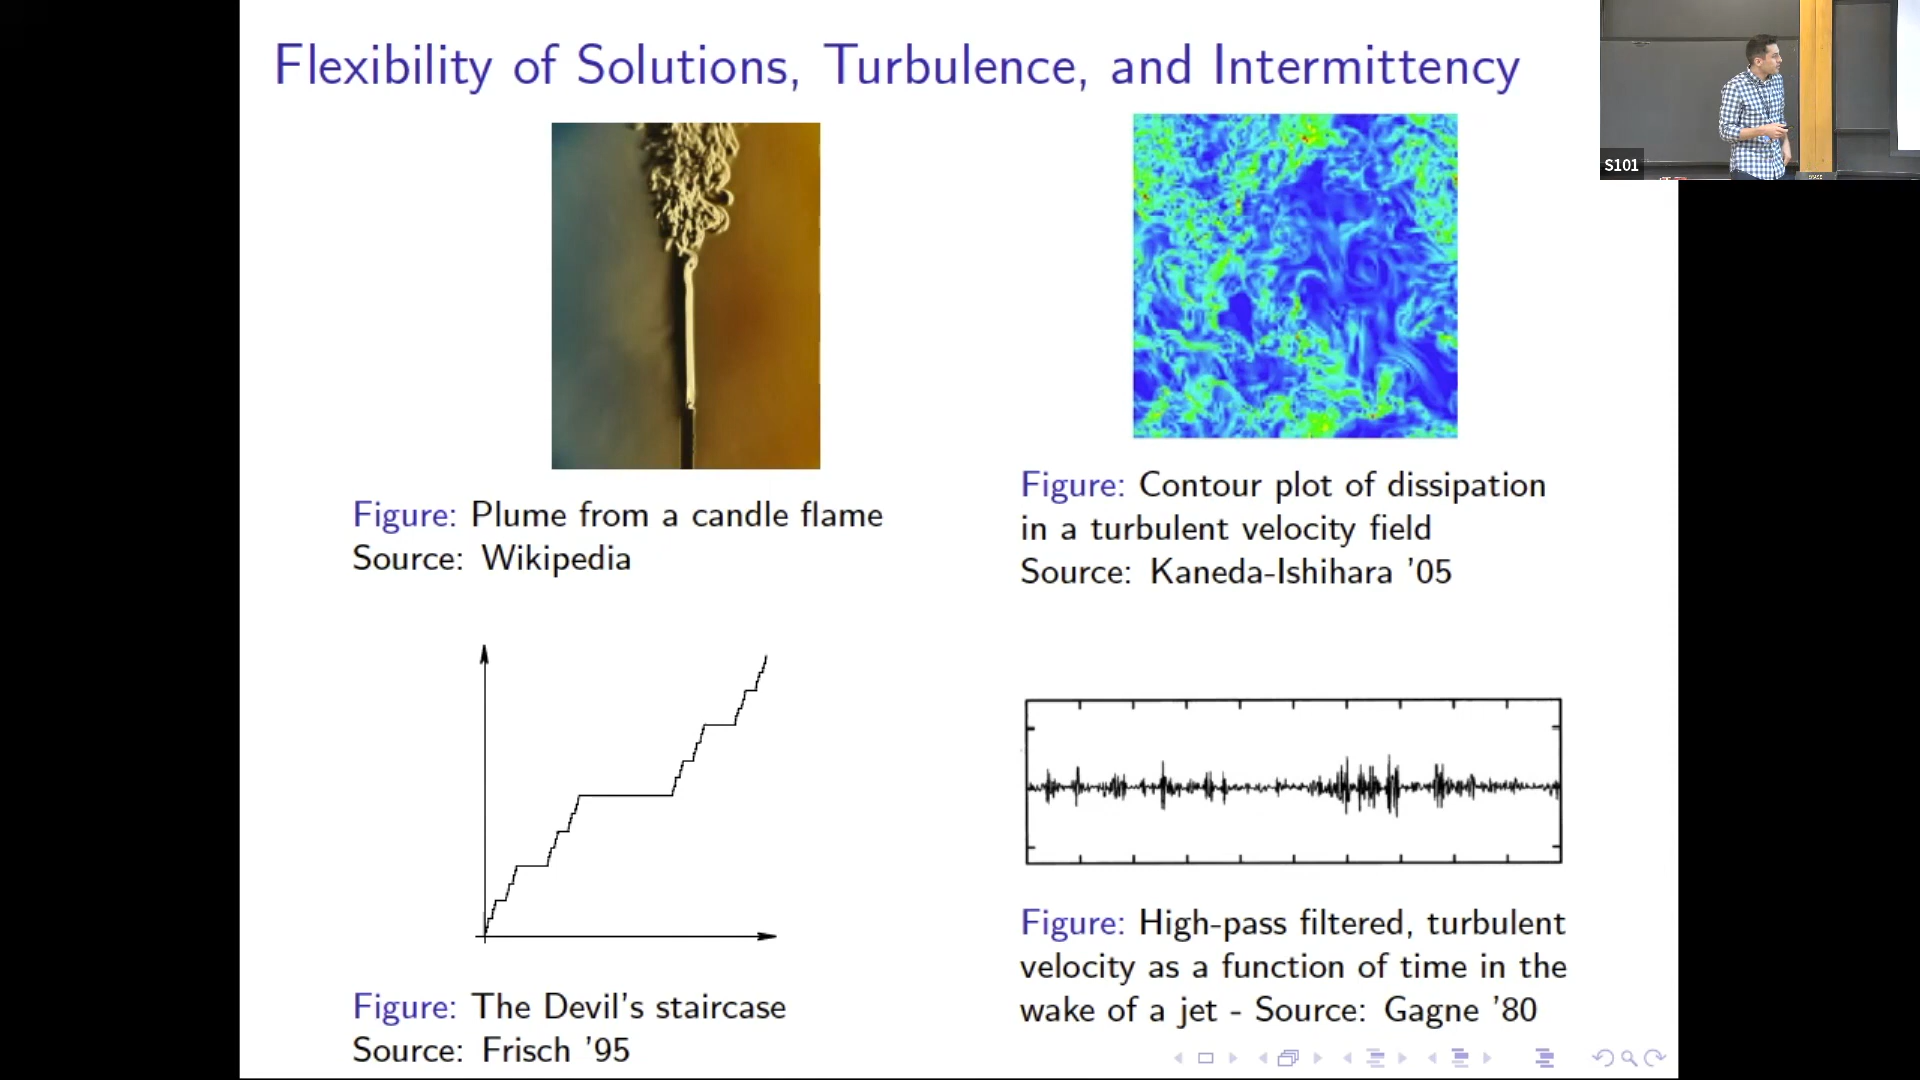 Flexibility of Solutions, Turbulence, and Intermittency
S101
Figure: Plume from a candle flame
Source: Wikipedia
Figure: Contour plot of dissipation
in a turbulent velocity field
Source: Kaneda-Ishihara '05
Figure: The Devil's staircase
Source: Frisch '95
Figure: High-pass filtered, turbulent
velocity as a function of time in the
wake of a jet - Source: Gagne '80